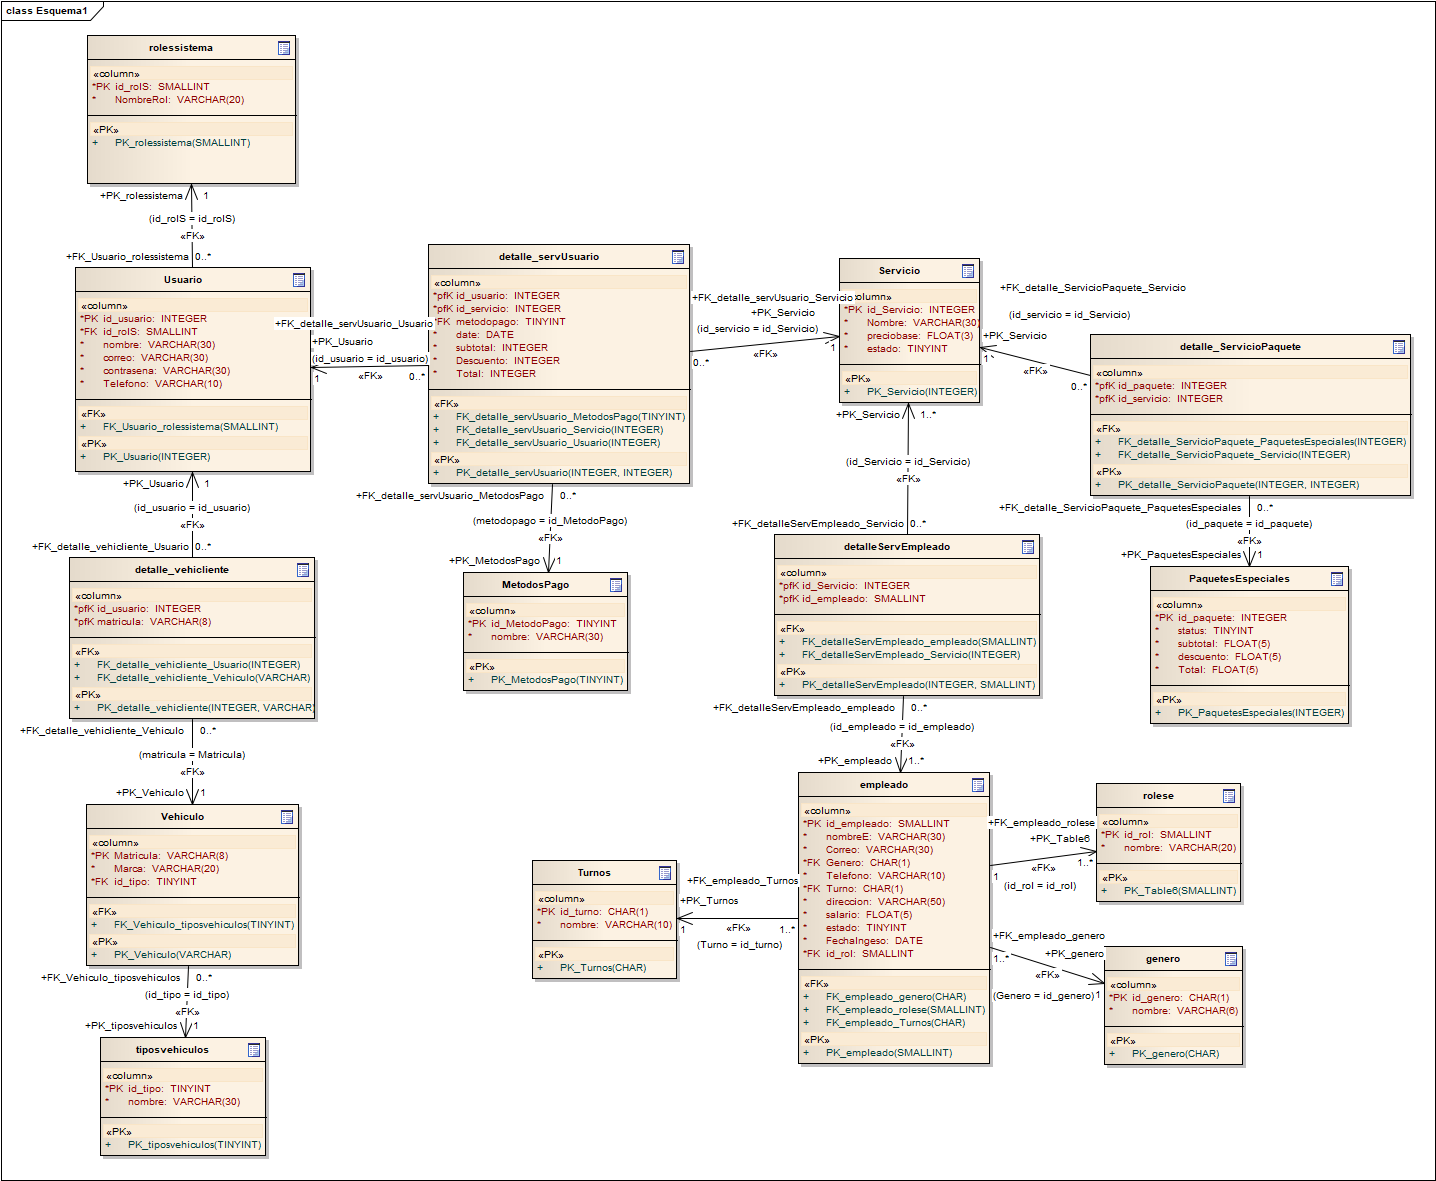 class Esquema1
rolessistema
«column»
*PK id_rolS: SMALLINT
* NombreRol: VARCHAR(20)
«PK»
+ PK_rolessistema(SMALLINT)
+PK_rolessistema 1
(id_rolS = id_rolS)
«FK»
+FK_Usuario_rolessistema 0..*
Usuario
«column»
*PK id_usuario: INTEGER
*FK id_rolS: SMALLINT
* nombre: VARCHAR(30)
* correo: VARCHAR(30)
* contrasena: VARCHAR(30)
* Telefono: VARCHAR(10)
«FK»
+ FK_Usuario_rolessistema(SMALLINT)
«PK»
+ PK_Usuario(INTEGER)
+FK_detalle_servUsuario_Usuario
+PK_Usuario
(id_usuario = id_usuario)
1 «FK» 0..*
detalle_servUsuario
«column»
*pfK id_usuario: INTEGER
*pfK id_servicio: INTEGER
*FK metodopago: TINYINT
* date: DATE
* subtotal: INTEGER
* Descuento: INTEGER
* Total: INTEGER
«FK»
+ FK_detalle_servUsuario_MetodosPago(TINYINT)
+ FK_detalle_servUsuario_Servicio(INTEGER)
+ FK_detalle_servUsuario_Usuario(INTEGER)
«PK»
+ PK_detalle_servUsuario(INTEGER, INTEGER)
+FK_detalle_servUsuario_Servicio
+PK_Servicio
(id_servicio = id_Servicio)
0..* «FK» 1
Servicio
column»
*PK id_Servicio: INTEGER
* Nombre: VARCHAR(30)
* preciobase: FLOAT(3)
* estado: TINYINT
«PK»
+ PK_Servicio(INTEGER)
+FK_detalle_ServicioPaquete_Servicio
(id_servicio = id_Servicio)
+PK_Servicio
1 «FK» 0..*
detalle_ServicioPaquete
«column»
*pfK id_paquete: INTEGER
*pfK id_servicio: INTEGER
«FK»
+ FK_detalle_ServicioPaquete_PaquetesEspeciales(INTEGER)
+ FK_detalle_ServicioPaquete_Servicio(INTEGER)
«PK»
+ PK_detalle_ServicioPaquete(INTEGER, INTEGER)
+PK_Usuario 1
(id_usuario = id_usuario)
«FK»
+FK_detalle_vehicliente_Usuario 0..*
detalle_vehicliente
«column»
*pfK id_usuario: INTEGER
*pfK matricula: VARCHAR(8)
«FK»
+ FK_detalle_vehicliente_Usuario(INTEGER)
+ FK_detalle_vehicliente_Vehiculo(VARCHAR)
«PK»
+ PK_detalle_vehicliente(INTEGER, VARCHAR)
+FK_detalle_servUsuario_MetodosPago 0..*
(metodopago = id_MetodoPago)
«FK»
+PK_MetodosPago 1
MetodosPago
«column»
*PK id_MetodoPago: TINYINT
* nombre: VARCHAR(30)
«PK»
+ PK_MetodosPago(TINYINT)
+PK_Servicio 1..*
(id_Servicio = id_Servicio)
«FK»
+FK_detalleServEmpleado_Servicio 0..*
detalleServEmpleado
«column»
*pfK id_Servicio: INTEGER
*pfK id_empleado: SMALLINT
«FK»
+ FK_detalleServEmpleado_empleado(SMALLINT)
+ FK_detalleServEmpleado_Servicio(INTEGER)
«PK»
+ PK_detalleServEmpleado(INTEGER, SMALLINT)
+FK_detalle_ServicioPaquete_PaquetesEspeciales 0..*
(id_paquete = id_paquete)
«FK»
+PK_PaquetesEspeciales 1
PaquetesEspeciales
«column»
*PK id_paquete: INTEGER
* status: TINYINT
* subtotal: FLOAT(5)
* descuento: FLOAT(5)
* Total: FLOAT(5)
«PK»
+ PK_PaquetesEspeciales(INTEGER)
+FK_detalle_vehicliente_Vehiculo 0..*
(matricula = Matricula)
«FK»
+PK_Vehiculo 1
Vehiculo
«column»
*PK Matricula: VARCHAR(8)
* Marca: VARCHAR(20)
*FK id_tipo: TINYINT
«FK»
+ FK_Vehiculo_tiposvehiculos(TINYINT)
«PK»
+ PK_Vehiculo(VARCHAR)
+FK_Vehiculo_tiposvehiculos 0..*
(id_tipo = id_tipo)
«FK»
+PK_tiposvehiculos 1
tiposvehiculos
«column»
*PK id_tipo: TINYINT
* nombre: VARCHAR(30)
«PK»
+ PK_tiposvehiculos(TINYINT)
+FK_detalleServEmpleado_empleado 0..*
(id_empleado = id_empleado)
«FK»
+PK_empleado 1..*
empleado
«column»
*PK id_empleado: SMALLINT
* nombreE: VARCHAR(30)
* Correo: VARCHAR(30)
*FK Genero: CHAR(1)
* Telefono: VARCHAR(10)
*FK Turno: CHAR(1)
* direccion: VARCHAR(50)
* salario: FLOAT(5)
* estado: TINYINT
* FechaIngeso: DATE
*FK id_rol: SMALLINT
«FK»
+ FK_empleado_genero(CHAR)
+ FK_empleado_rolese(SMALLINT)
+ FK_empleado_Turnos(CHAR)
«PK»
+ PK_empleado(SMALLINT)
Turnos
«column»
*PK id_turno: CHAR(1)
* nombre: VARCHAR(10)
«PK»
+ PK_Turnos(CHAR)
+FK_empleado_Turnos
+PK_Turnos
1 «FK» 1..*
(Turno = id_turno)
+FK_empleado_rolese
+PK_Table6
1 «FK» 1..*
(id_rol = id_rol)
rolese
«column»
*PK id_rol: SMALLINT
* nombre: VARCHAR(20)
«PK»
+ PK_Table6(SMALLINT)
+FK_empleado_genero
1..* +PK_genero
«FK»
(Genero = id_genero) 1
genero
«column»
*PK id_genero: CHAR(1)
* nombre: VARCHAR(6)
«PK»
+ PK_genero(CHAR)